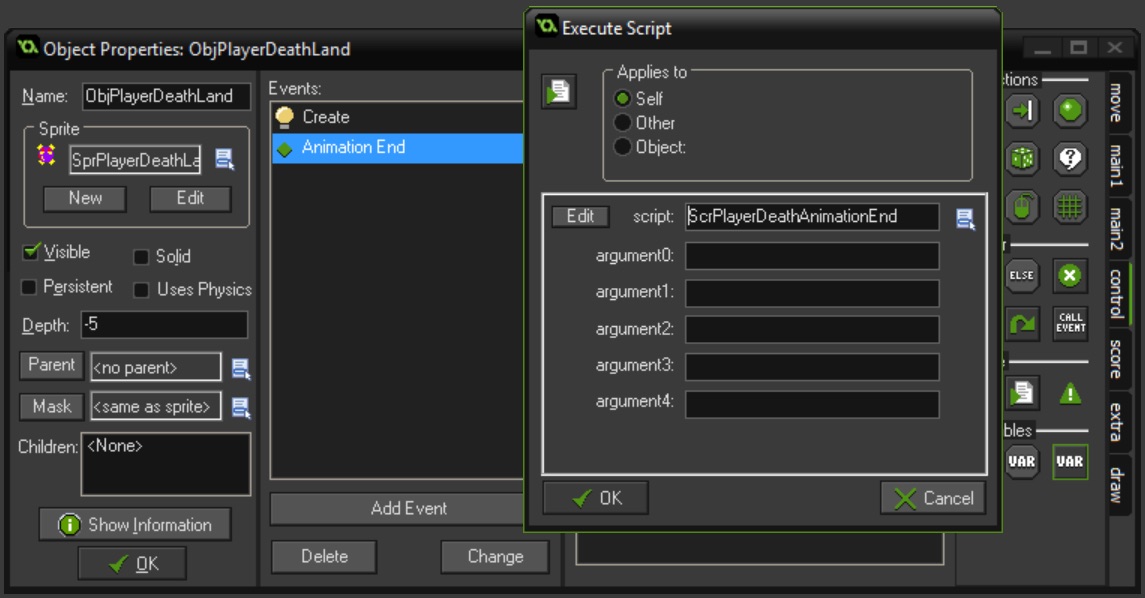 Object Properties: ObjPlayerDeathLand
Name: ObjPlayerDeathLand
Sprite
SprPlayerDeathLa
New Edit
Visible Solid
Persistent Uses Physics
Depth: -5
Parent <no parent>
Mask <same as sprite>
Children: <None>
Show Information
OK
Events:
Create
Animation End
Add Event
Delete Change
Execute Script
Applies to
Self
Other
Object:
Edit script: ScrPlayerDeathAnimationEnd
argument0:
argument1:
argument2:
argument3:
argument4:
OK Cancel
ELSE
CALL
EVENT
VAR VAR
move
main1
main2
control
score
extra
draw